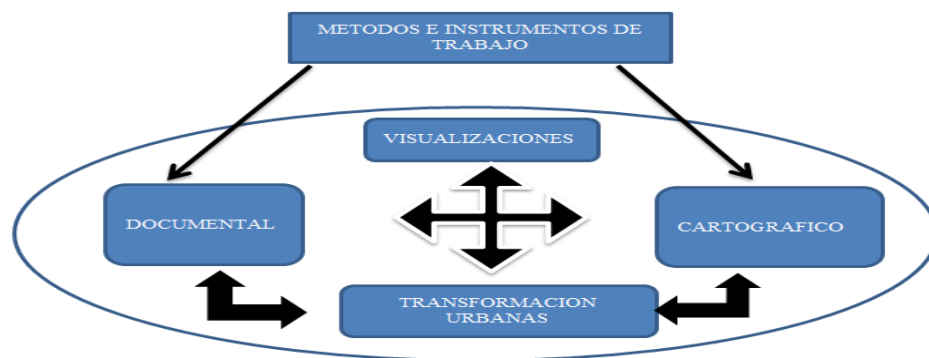 METODOS E INSTRUMENTOS DE
TRABAJO
VISUALIZACIONES
DOCUMENTAL
CARTOGRAFICO
TRANSFORMACION
URBANAS